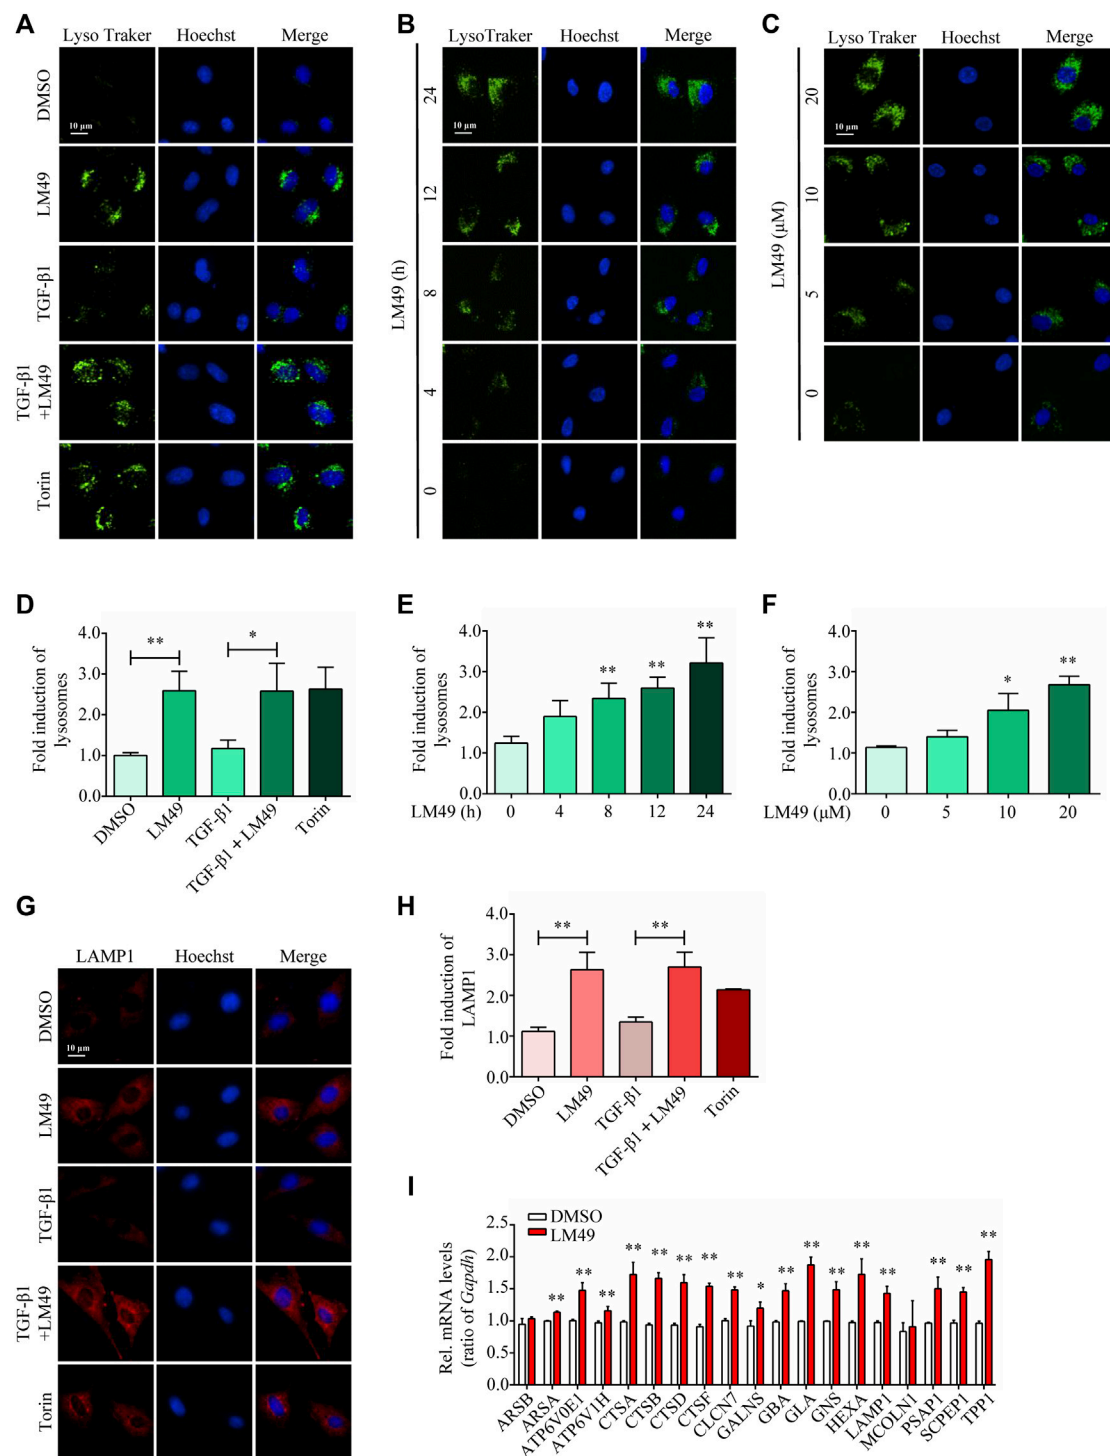 A
Lyso Traker Hoechst Merge
DMSO
10 µm
LM49
TGF-β1
TGF-β1
+LM49
Torin
B
LysoTraker Hoechst Merge
LM49 (h)
24
10 µm
12
8
4
0
C
Lyso Traker Hoechst Merge
LM49 (µM)
20
10 µm
10
5
0
D
Fold induction of
lysosomes
4.0
3.0
2.0
1.0
0.0
** *
DMSO LM49 TGF-β1 TGF-β1 + LM49 Torin
E
Fold induction of
lysosomes
4.0
3.0
2.0
1.0
0.0
** ** **
LM49 (h) 0 4 8 12 24
F
Fold induction of
lysosomes
4.0
3.0
2.0
1.0
0.0
* **
LM49 (µM) 0 5 10 20
G
LAMP1 Hoechst Merge
DMSO
10 µm
LM49
TGF-β1
TGF-β1
+LM49
Torin
H
Fold induction of
LAMP1
4.0
3.0
2.0
1.0
0.0
** **
DMSO LM49 TGF-β1 TGF-β1 + LM49 Torin
I
Rel. mRNA levels
(ratio of Gapdh)
2.5
2.0
1.5
1.0
0.5
0.0
DMSO
LM49
** ** ** ** ** ** ** ** * ** ** ** ** ** ** ** **
ARSB ARSA ATP6V0E1 ATP6V1H CTSA CTSB CTSD CTSF CLCN7 GALNS GBA GLA GNS HEXA LAMP1 MCOLN1 PSAP1 SCPEP1 TPP1